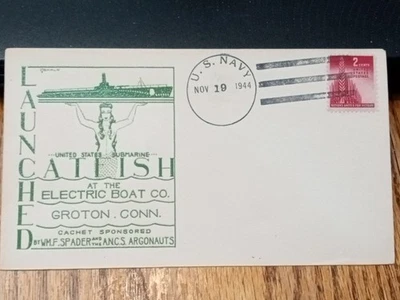 LAUNCHED
UNITED STATES SUBMARINE
CATFISH
AT THE
ELECTRIC BOAT CO.
GROTON, CONN.
CACHET SPONSORED
BY WM.F. SPADER AND THE A.N.C.S. ARGONAUTS
U. S. NAVY
NOV 19 1944
2 CENTS